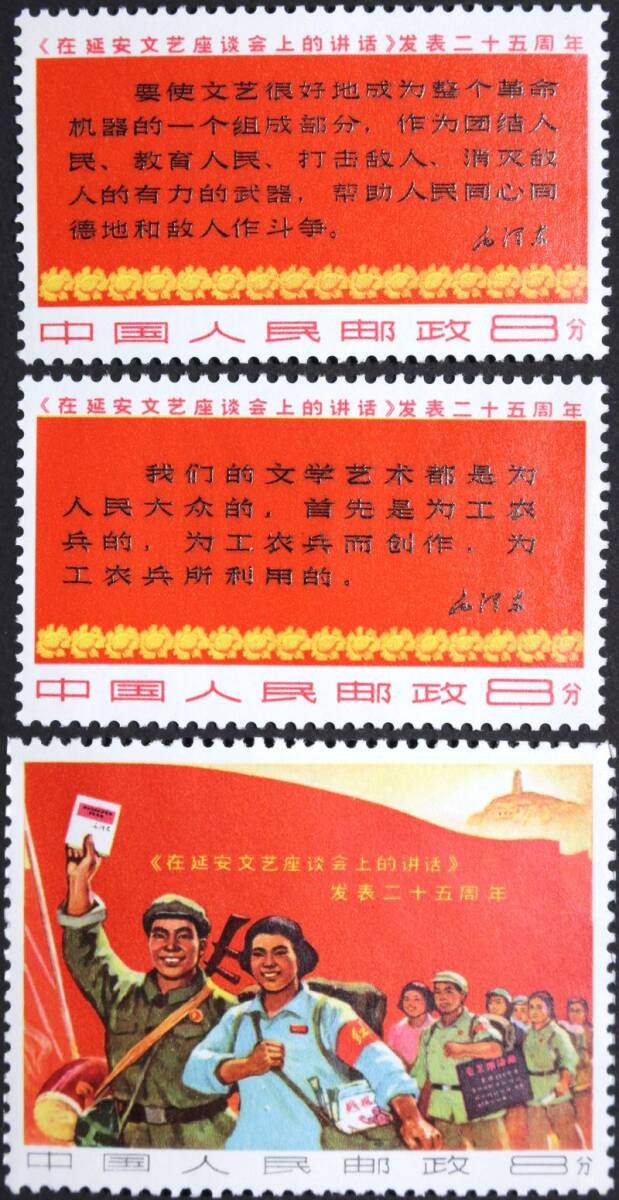 《在延安文艺座谈会上的讲话》发表二十五周年
要使文艺很好地成为整个革命
机器的一个组成部分，作为团结人
民、教育人民、打击敌人、消灭敌
人的有力的武器，帮助人民同心同
德地和敌人作斗争。
毛泽东
中国人民邮政8分
《在延安文艺座谈会上的讲话》发表二十五周年
我们的文学艺术都是为
人民大众的，首先是为工农
兵的，为工农兵而创作，为
工农兵所利用的。
毛泽东
中国人民邮政8分
《在延安文艺座谈会上的讲话》
发表二十五周年
红
中国人民邮政8分